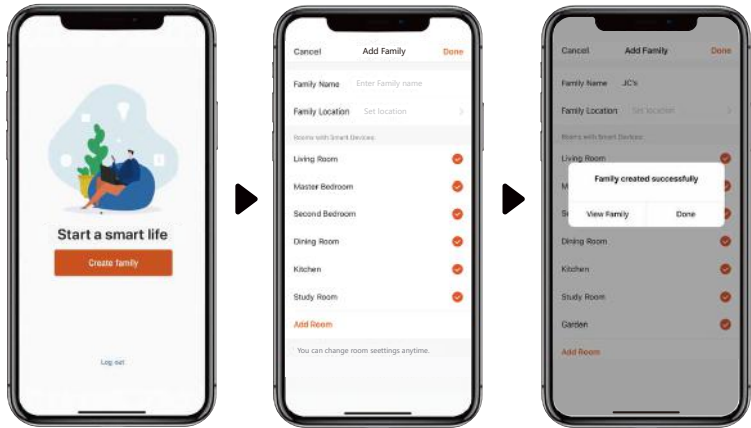 Start a smart life
Create family
Log out
Cancel Add Family Done
Family Name Enter Family name
Family Location Set location
Rooms with Smart Devices:
Living Room
Master Bedroom
Second Bedroom
Dining Room
Kitchen
Study Room
Add Room
You can change room seettings anytime.
Cancel Add Family Done
Family Name JC's
Family Location Set location
Rooms with Smart Devices:
Living Room
Family created successfully
M
View Family Done
Dining Room
Kitchen
Study Room
Garden
Add Room